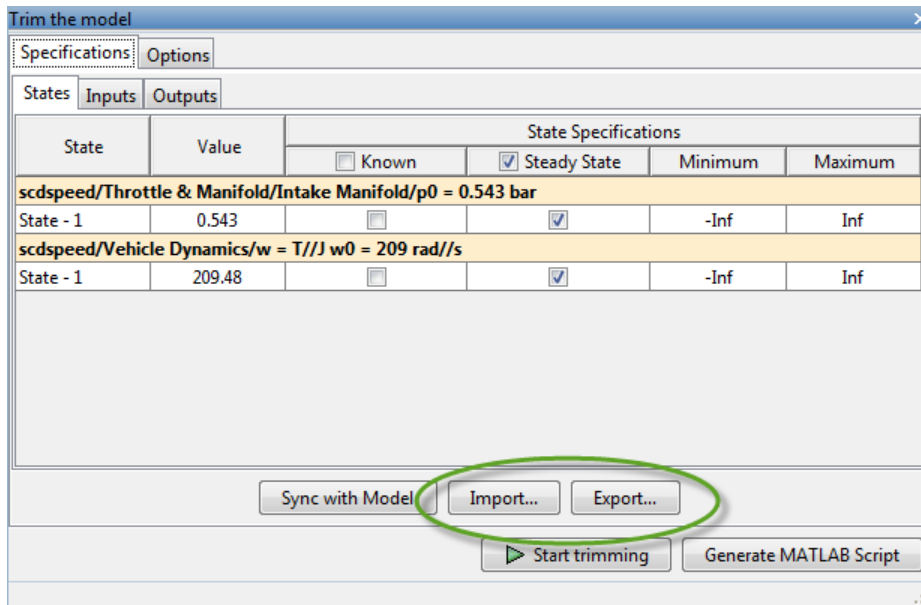 Trim the model
Specifications Options
States Inputs Outputs
State Value State Specifications
Known Steady State Minimum Maximum
scdspeed/Throttle & Manifold/Intake Manifold/p0 = 0.543 bar
State - 1 0.543 -Inf Inf
scdspeed/Vehicle Dynamics/w = T//J w0 = 209 rad//s
State - 1 209.48 -Inf Inf
Sync with Model Import... Export...
Start trimming Generate MATLAB Script